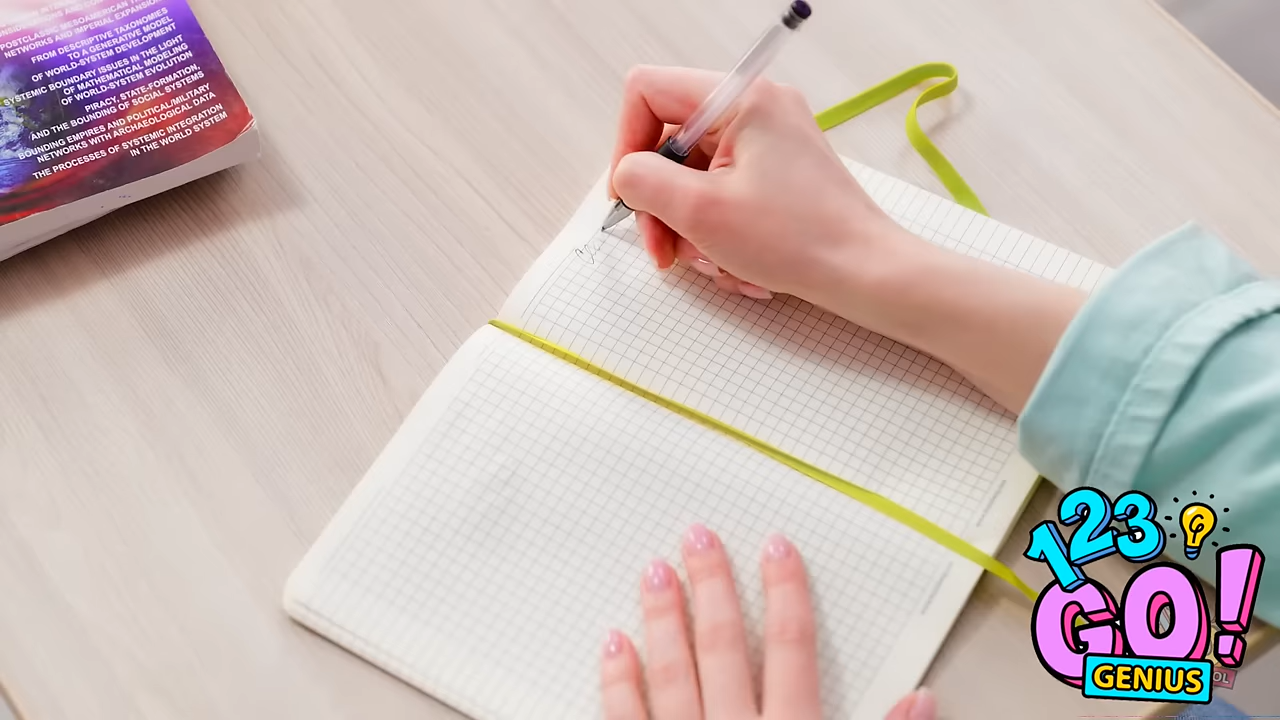 NETWORKS AND IMPERIAL EXPANSION
FROM DESCRIPTIVE TAXONOMIES
TO A GENERATIVE MODEL
OF WORLD-SYSTEM DEVELOPMENT
SYSTEMIC BOUNDARY ISSUES IN THE LIGHT
OF MATHEMATICAL MODELING
OF WORLD-SYSTEM EVOLUTION
PIRACY, STATE-FORMATION,
AND THE BOUNDING OF SOCIAL SYSTEMS
BOUNDING EMPIRES AND POLITICAL/MILITARY
NETWORKS WITH ARCHAEOLOGICAL DATA
THE PROCESSES OF SYSTEMIC INTEGRATION
IN THE WORLD SYSTEM
123
GO!
GENIUS